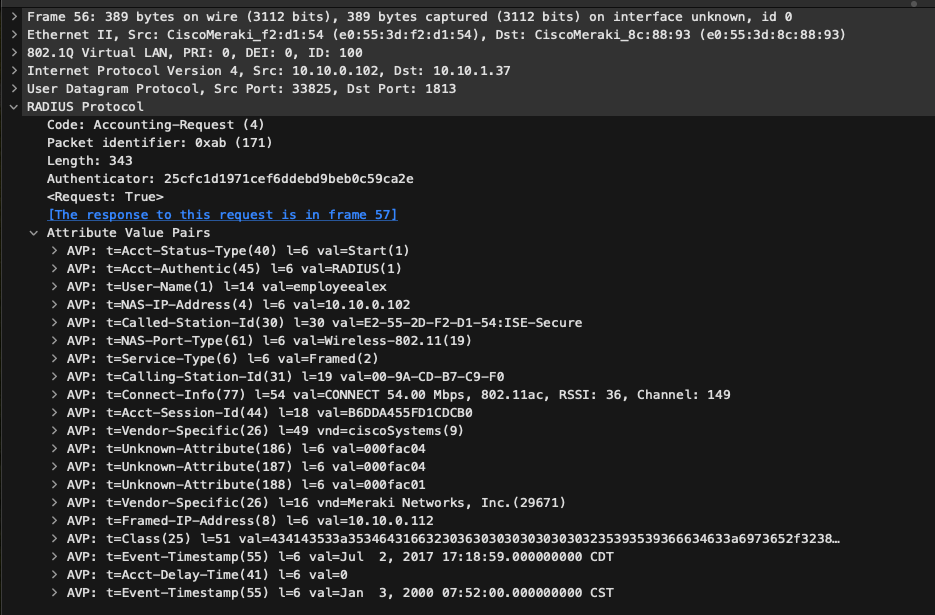 Frame 56: 389 bytes on wire (3112 bits), 389 bytes captured (3112 bits) on interface unknown, id 0
Ethernet II, Src: CiscoMeraki_f2:d1:54 (e0:55:3d:f2:d1:54), Dst: CiscoMeraki_8c:88:93 (e0:55:3d:8c:88:93)
802.1Q Virtual LAN, PRI: 0, DEI: 0, ID: 100
Internet Protocol Version 4, Src: 10.10.0.102, Dst: 10.10.1.37
User Datagram Protocol, Src Port: 33825, Dst Port: 1813
RADIUS Protocol
Code: Accounting-Request (4)
Packet identifier: 0xab (171)
Length: 343
Authenticator: 25cfc1d1971cef6ddebd9beb0c59ca2e
<Request: True>
[The response to this request is in frame 57]
Attribute Value Pairs
AVP: t=Acct-Status-Type(40) l=6 val=Start(1)
AVP: t=Acct-Authentic(45) l=6 val=RADIUS(1)
AVP: t=User-Name(1) l=14 val=employeealex
AVP: t=NAS-IP-Address(4) l=6 val=10.10.0.102
AVP: t=Called-Station-Id(30) l=30 val=E2-55-2D-F2-D1-54:ISE-Secure
AVP: t=NAS-Port-Type(61) l=6 val=Wireless-802.11(19)
AVP: t=Service-Type(6) l=6 val=Framed(2)
AVP: t=Calling-Station-Id(31) l=19 val=00-9A-CD-B7-C9-F0
AVP: t=Connect-Info(77) l=54 val=CONNECT 54.00 Mbps, 802.11ac, RSSI: 36, Channel: 149
AVP: t=Acct-Session-Id(44) l=18 val=B6DDA455FD1CDCB0
AVP: t=Vendor-Specific(26) l=49 vnd=ciscoSystems(9)
AVP: t=Unknown-Attribute(186) l=6 val=000fac04
AVP: t=Unknown-Attribute(187) l=6 val=000fac04
AVP: t=Unknown-Attribute(188) l=6 val=000fac01
AVP: t=Vendor-Specific(26) l=16 vnd=Meraki Networks, Inc.(29671)
AVP: t=Framed-IP-Address(8) l=6 val=10.10.0.112
AVP: t=Class(25) l=51 val=434143533a35346431663230363030303030303030323539353936663463​3a6973652f3238…
AVP: t=Event-Timestamp(55) l=6 val=Jul  2, 2017 17:18:59.000000000 CDT
AVP: t=Acct-Delay-Time(41) l=6 val=0
AVP: t=Event-Timestamp(55) l=6 val=Jan  3, 2000 07:52:00.000000000 CST